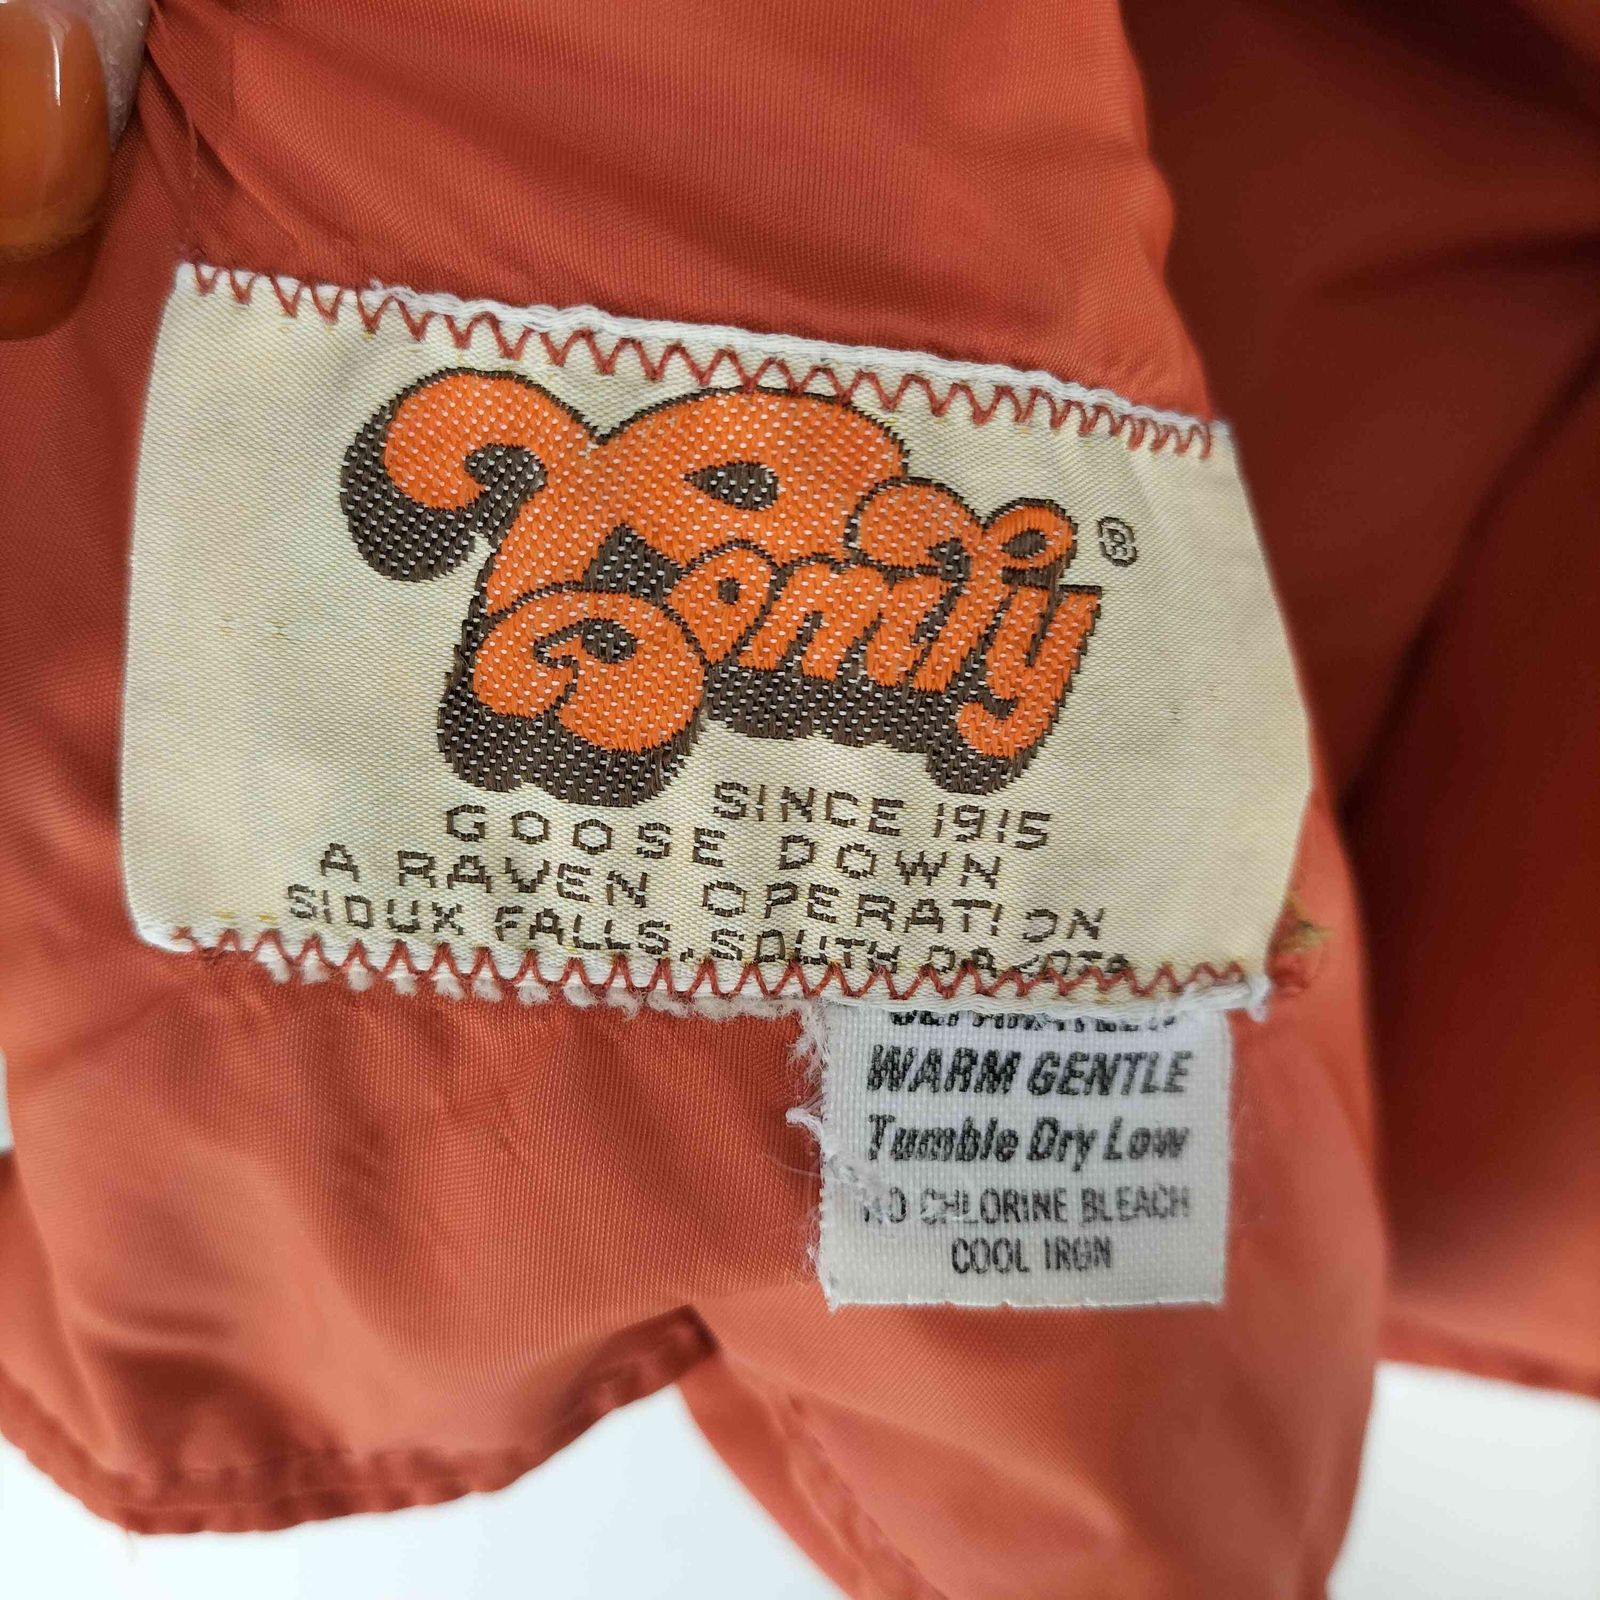 Comfy®
SINCE 1915
GOOSE DOWN
A RAVEN OPERATION
SIOUX FALLS, SOUTH DAKOTA
WARM GENTLE
Tumble Dry Low
NO CHLORINE BLEACH
COOL IRON